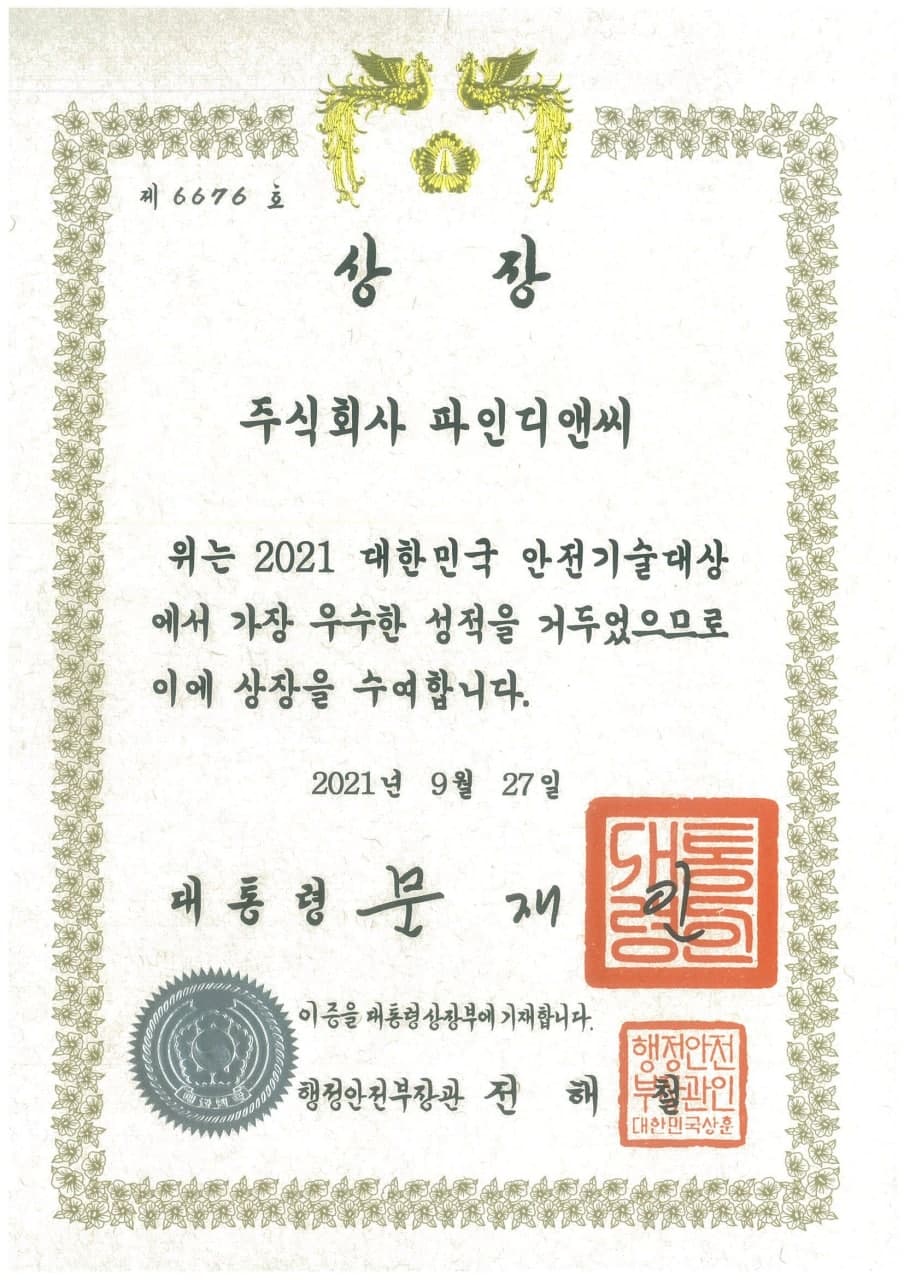 제 6676 호
상 장
주식회사 파인디앤씨
위는 2021 대한민국 안전기술대상
에서 가장 우수한 성적을 거두었으므로
이에 상장을 수여합니다.
2021년 9월 27일
대통령 문 재 인
대통령인
이 증을 대통령상장부에 기재합니다.
행정안전부장관 전 해 철
행정안전
부장관인
대한민국상훈